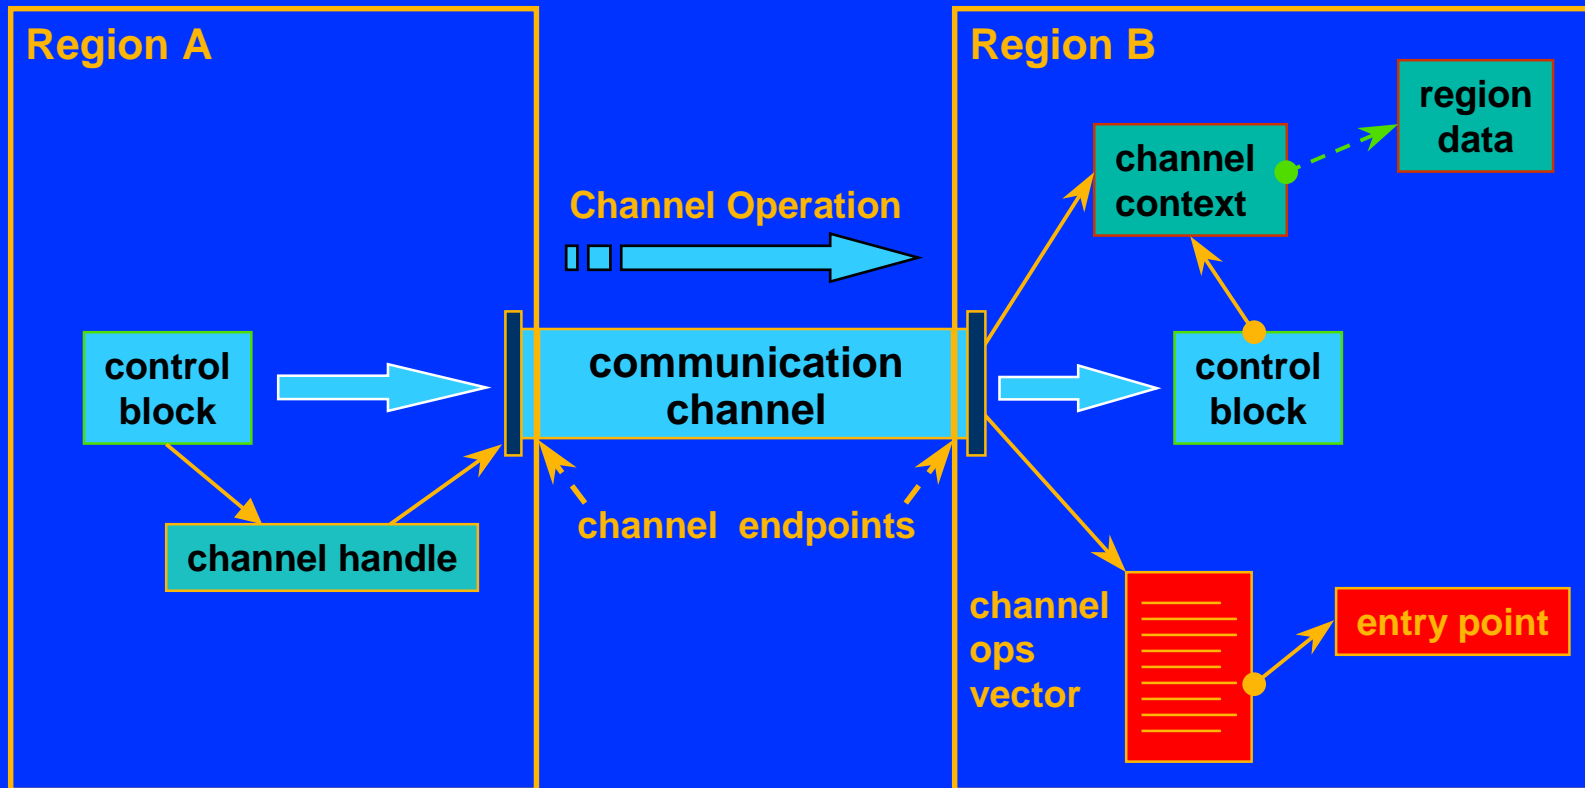 Region A
Region B
region
data
channel
context
Channel Operation
control
block
communication
channel
control
block
channel endpoints
channel handle
channel
ops
vector
entry point